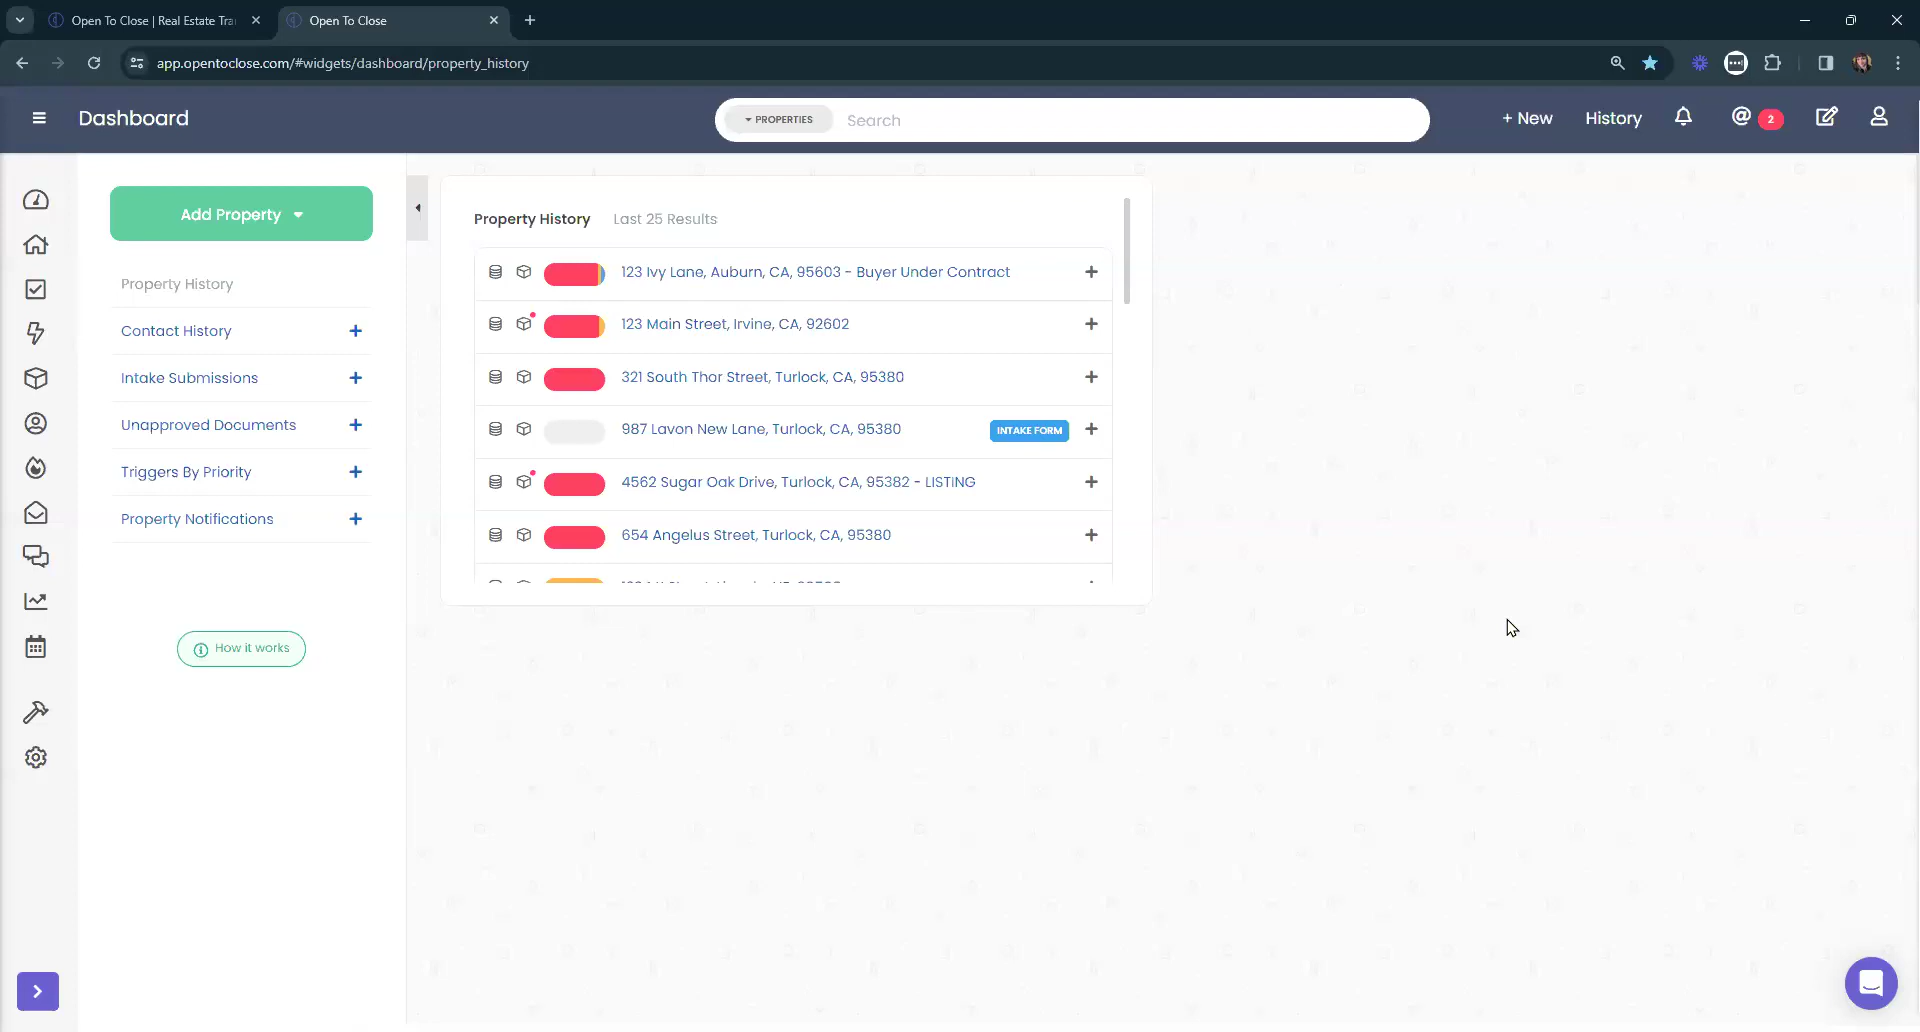 Open To Close | Real Estate Tra
Open To Close
app.opentoclose.com/#widgets/dashboard/property_history
Dashboard
PROPERTIES
Search
+ New
History
2
Add Property
Property History
Contact History
Intake Submissions
Unapproved Documents
Triggers By Priority
Property Notifications
How it works
Property History Last 25 Results
123 Ivy Lane, Auburn, CA, 95603 - Buyer Under Contract
123 Main Street, Irvine, CA, 92602
321 South Thor Street, Turlock, CA, 95380
987 Lavon New Lane, Turlock, CA, 95380
INTAKE FORM
4562 Sugar Oak Drive, Turlock, CA, 95382 - LISTING
654 Angelus Street, Turlock, CA, 95380